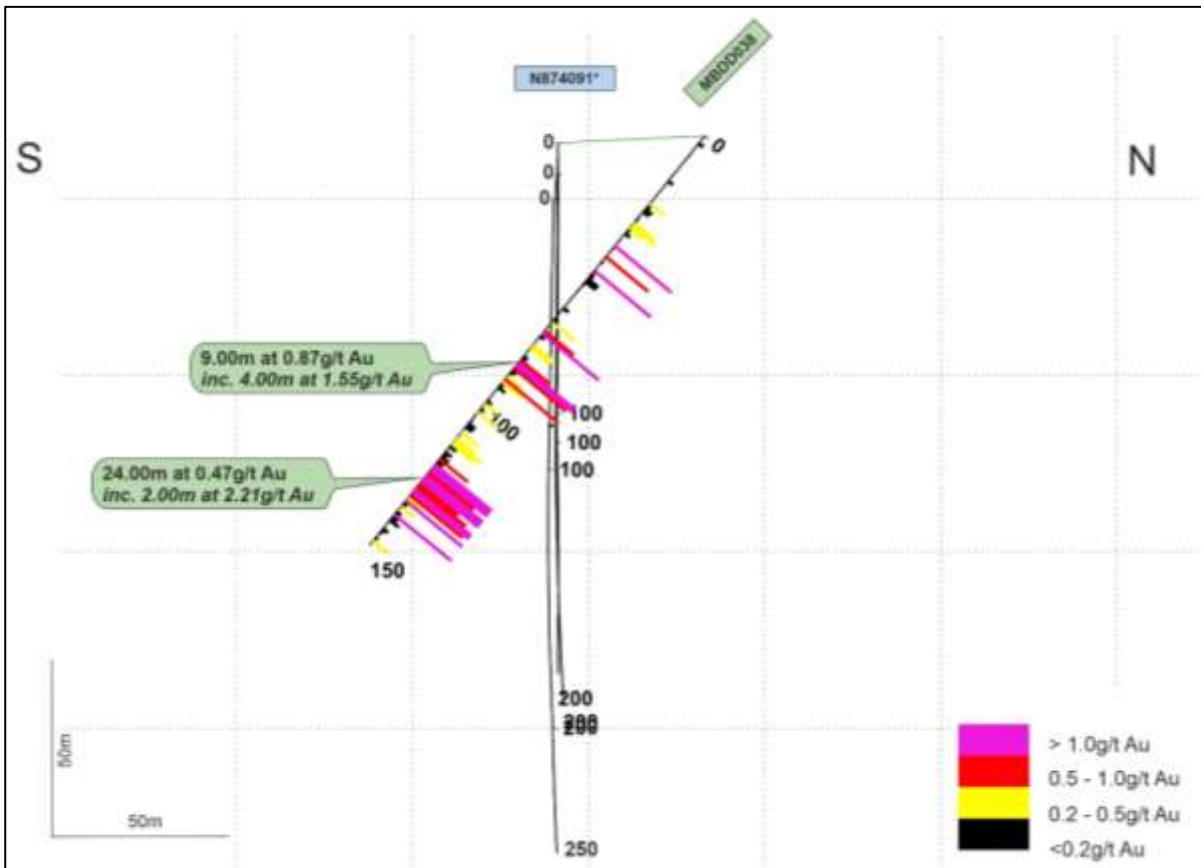 N874091*
MBDD038
S
N
0
0
0
0
9.00m at 0.87g/t Au
inc. 4.00m at 1.55g/t Au
100
100
100
100
24.00m at 0.47g/t Au
inc. 2.00m at 2.21g/t Au
150
200
200
200
250
50m
50m
> 1.0g/t Au
0.5 - 1.0g/t Au
0.2 - 0.5g/t Au
<0.2g/t Au